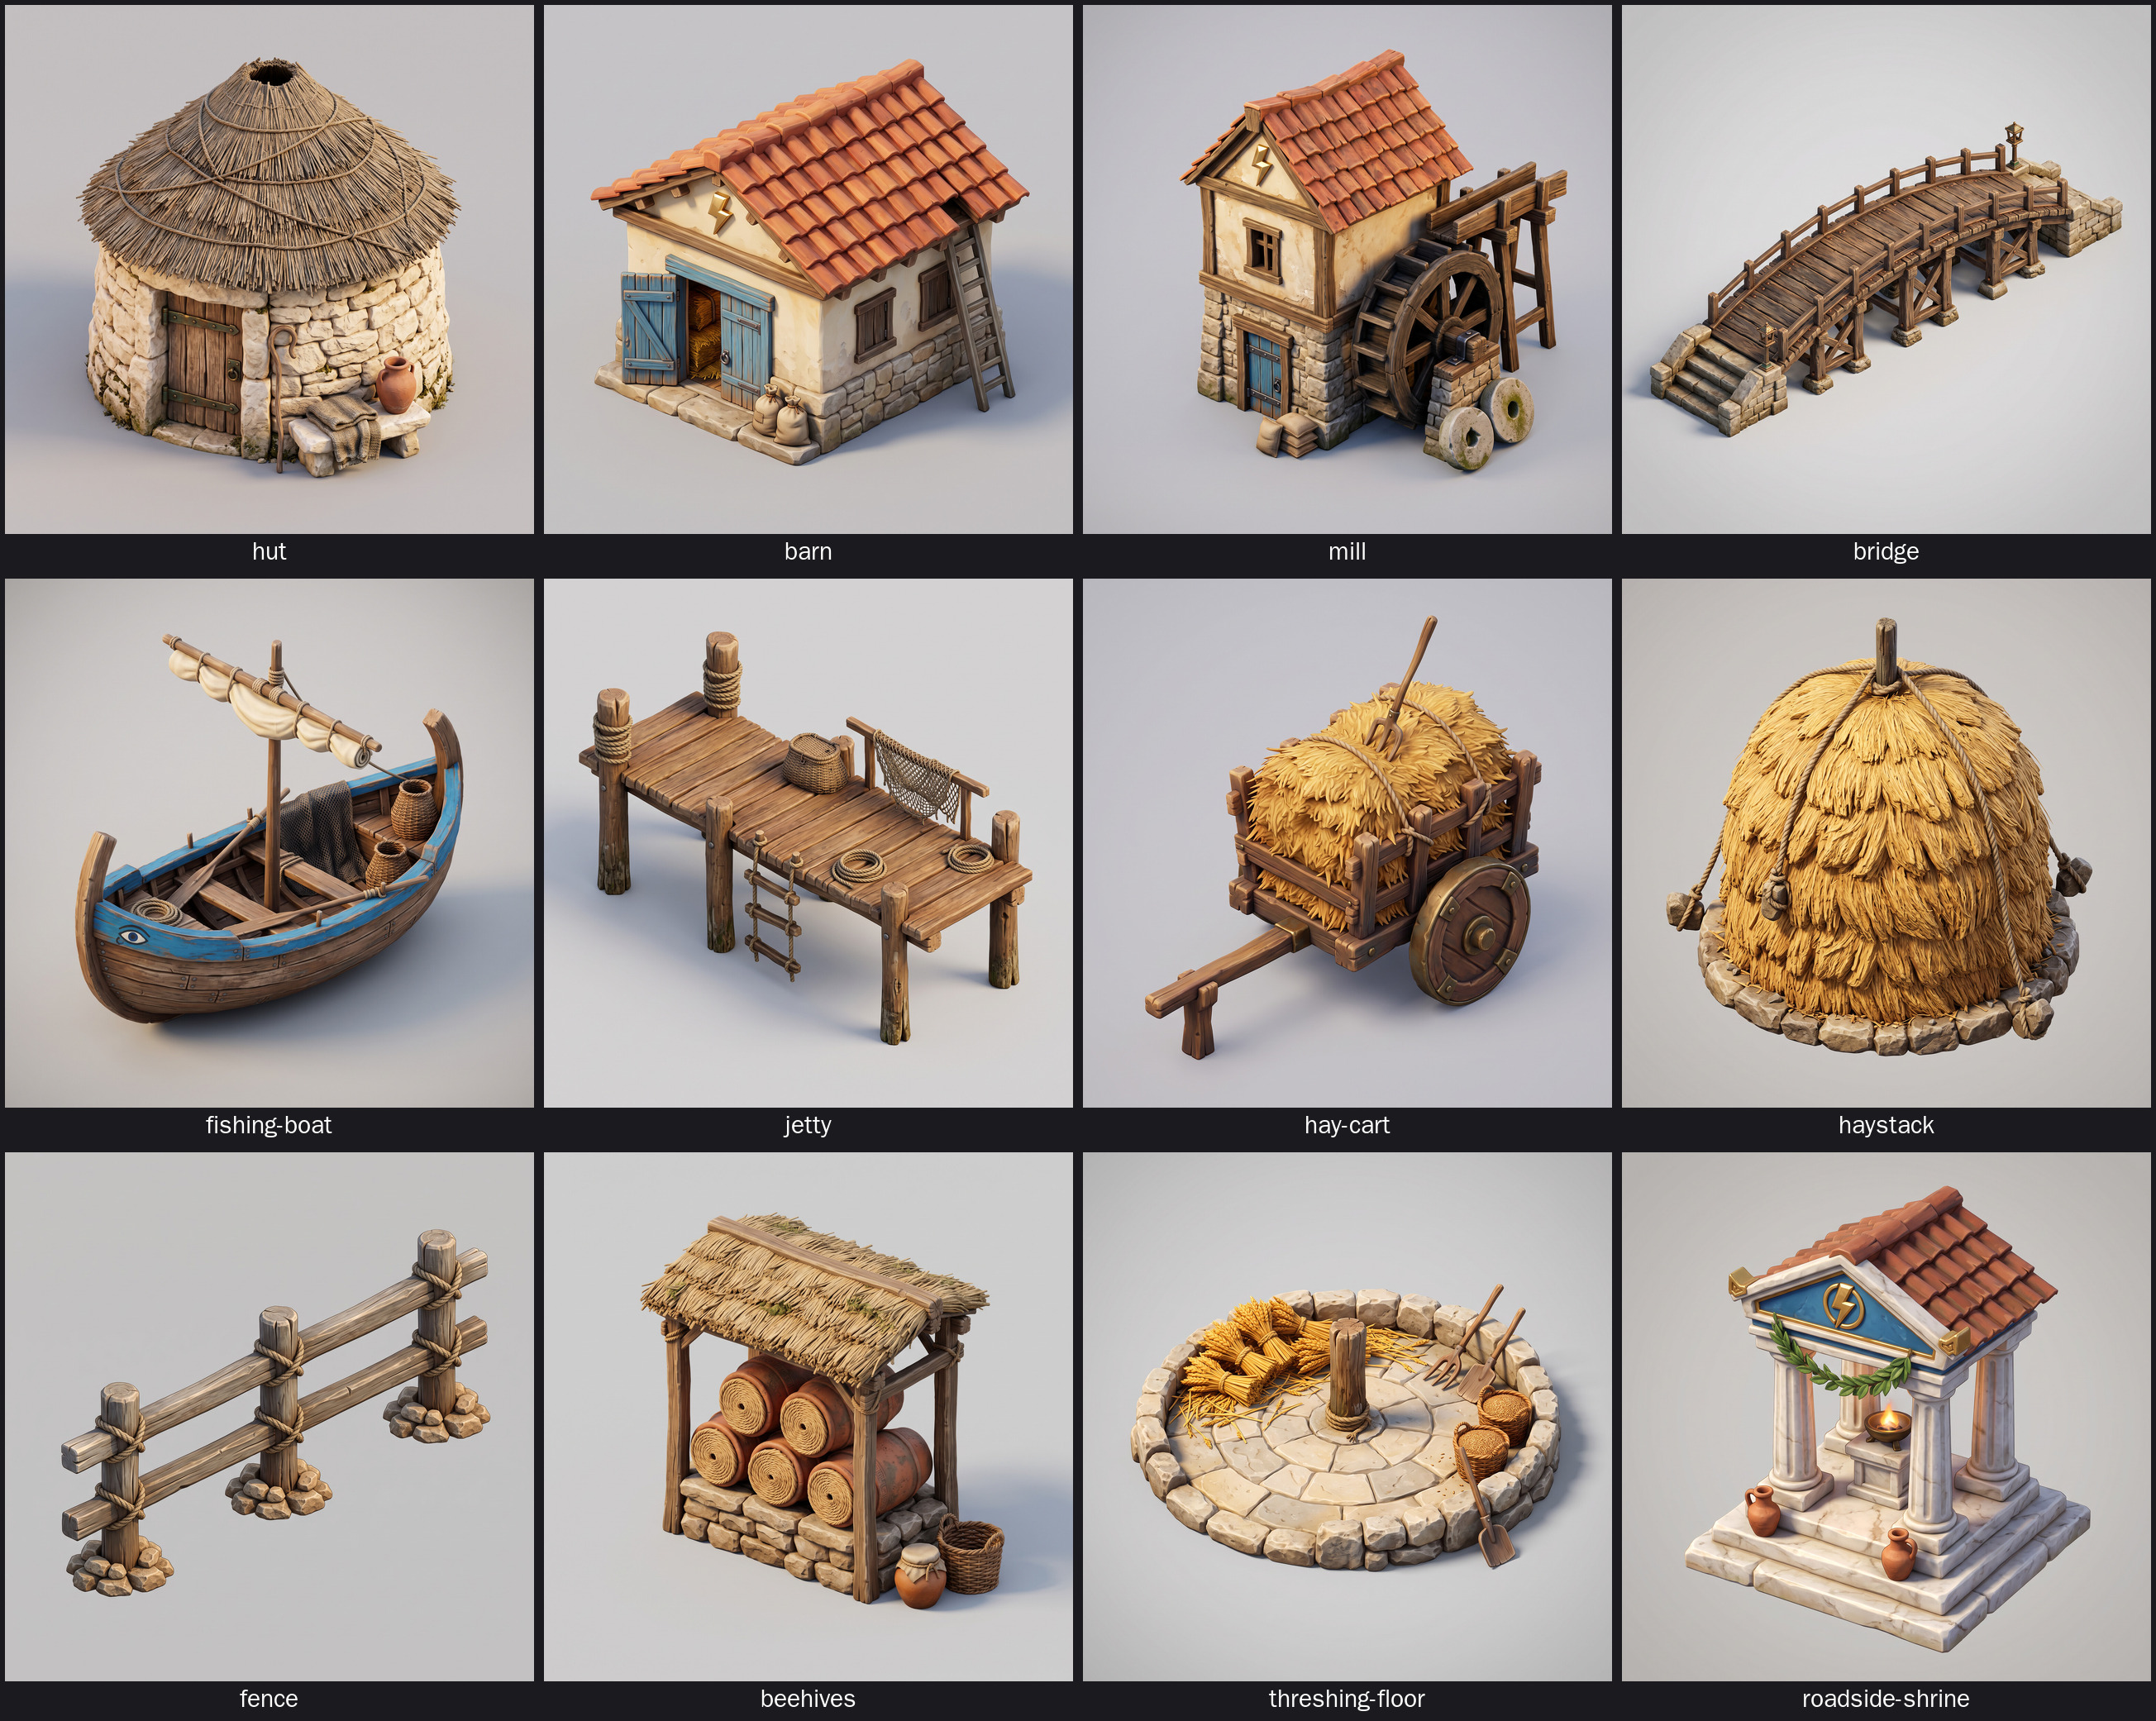 hut
barn
mill
bridge
fishing-boat
jetty
hay-cart
haystack
fence
beehives
threshing-floor
roadside-shrine